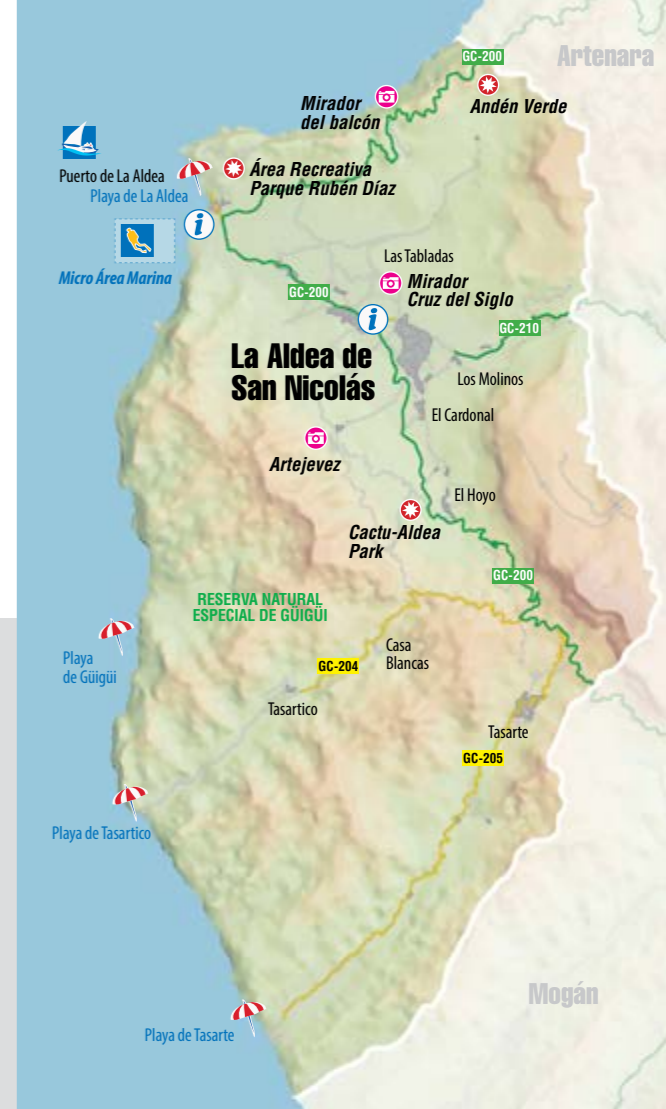 GC-200
Artenara
Mirador
del balcón
Andén Verde
Puerto de La Aldea
Playa de La Aldea
Área Recreativa
Parque Rubén Díaz
i
Micro Área Marina
Las Tabladas
Mirador
Cruz del Siglo
GC-200
i
GC-210
La Aldea de
San Nicolás
Los Molinos
El Cardonal
Artejevez
El Hoyo
Cactu-Aldea
Park
GC-200
RESERVA NATURAL
ESPECIAL DE GÜIGÜI
Playa
de Güigüi
Casa
Blancas
GC-204
Tasartico
Tasarte
GC-205
Playa de Tasartico
Mogán
Playa de Tasarte